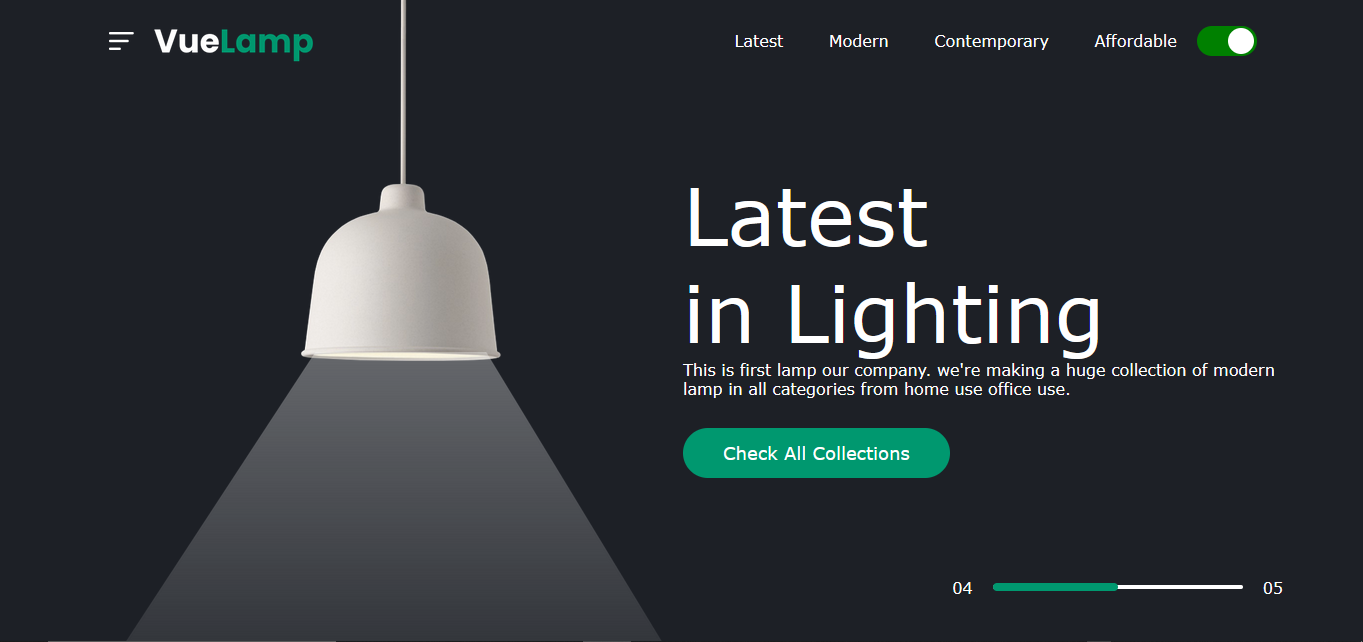 VueLamp
Latest
Modern
Contemporary
Affordable
Latest
in Lighting
This is first lamp our company. we're making a huge collection of modern
lamp in all categories from home use office use.
Check All Collections
04
05